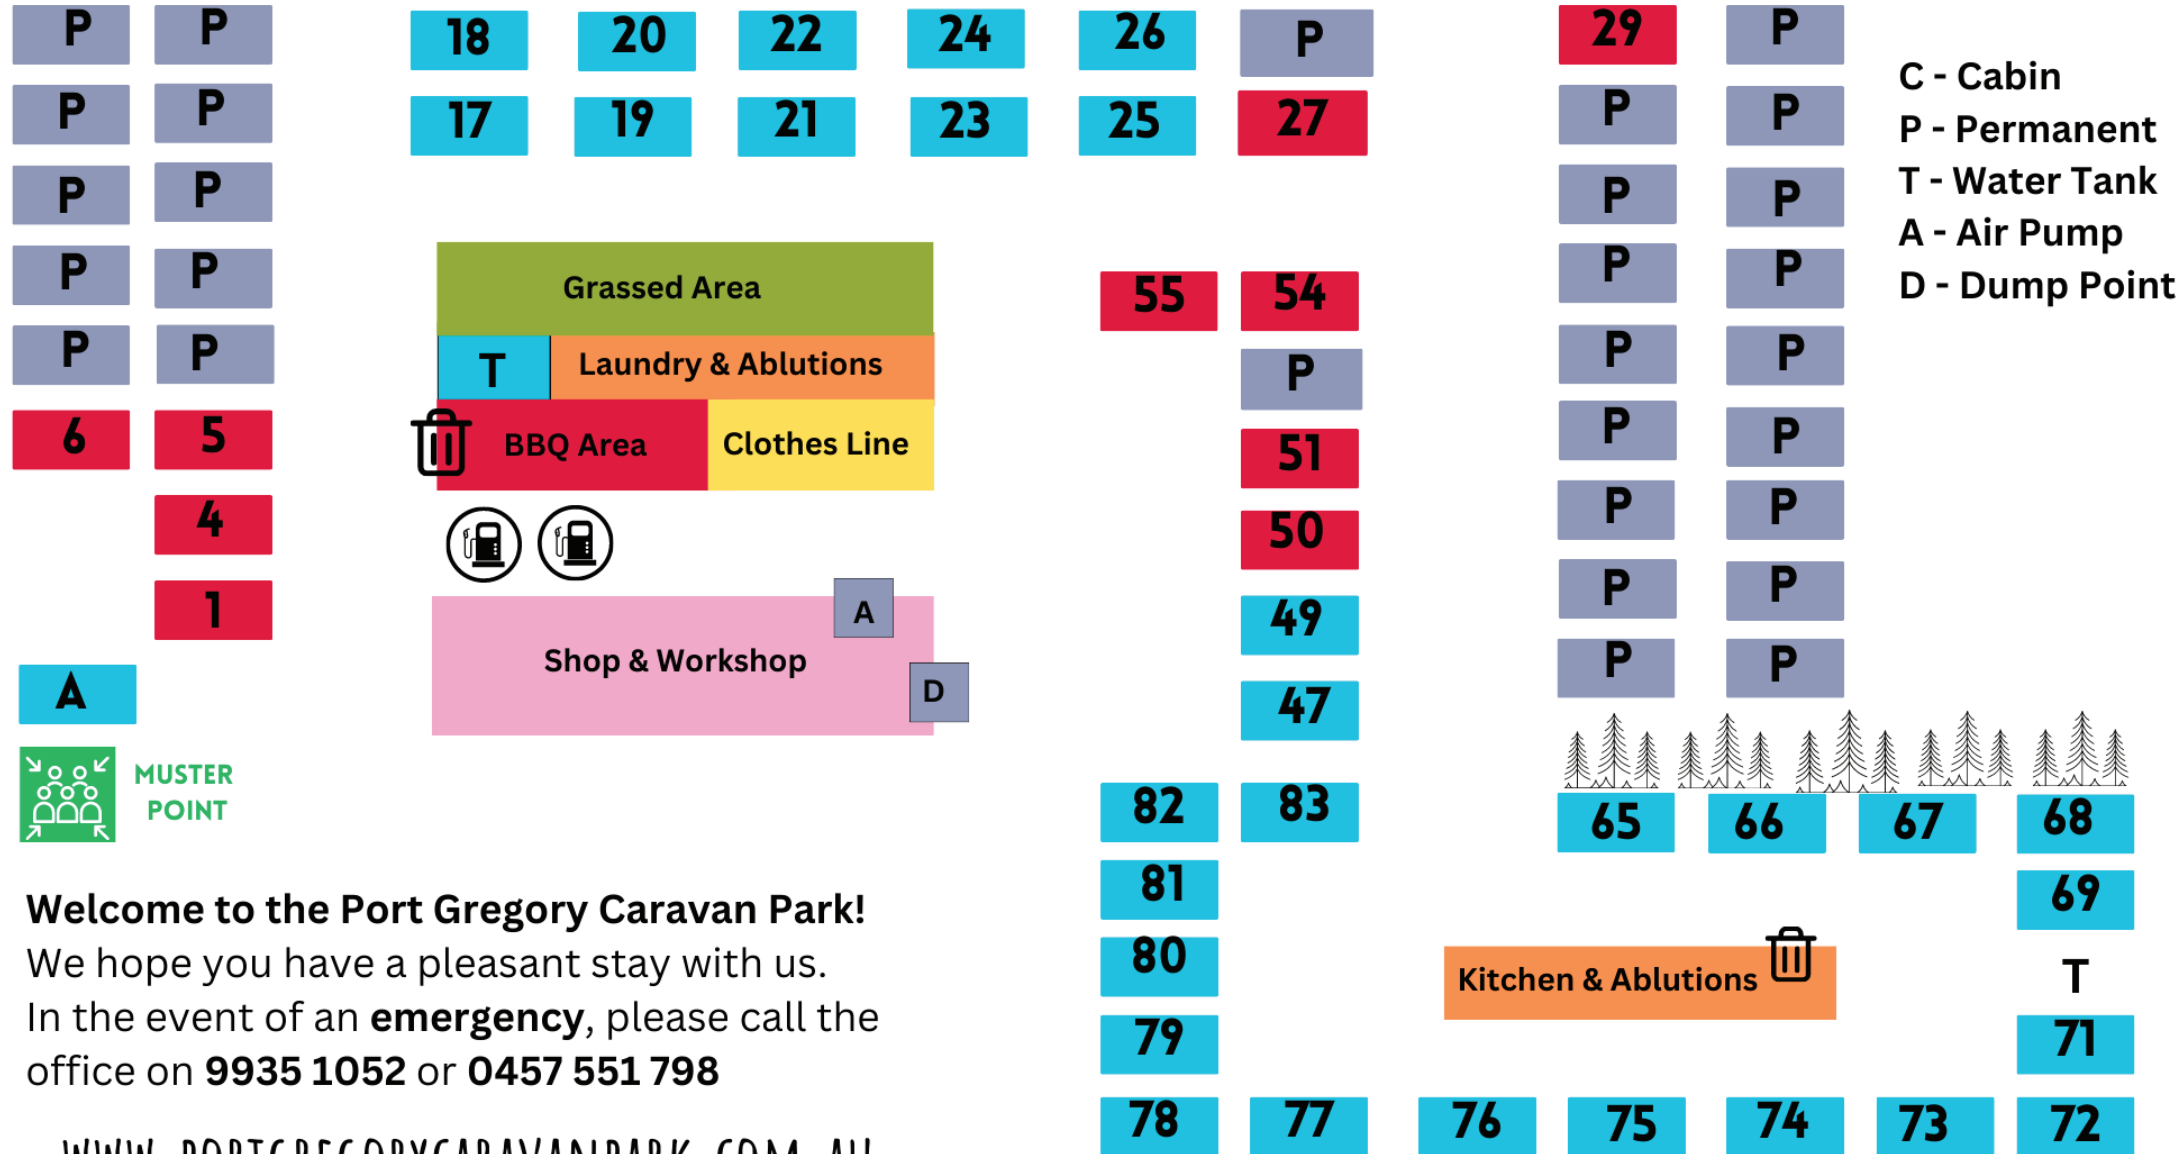 P P 18 20 22 24 26 P 29 P
P P 17 19 21 23 25 27 P P
P P P P
P P P P
P P P P
6 5 P P
4 P P
1 P P
A P P
C - Cabin
P - Permanent
T - Water Tank
A - Air Pump
D - Dump Point
Grassed Area
T Laundry & Ablutions
BBQ Area Clothes Line
Shop & Workshop
A
D
55 54
P
51
50
49
47
82 83
81
80
79
78 77 76 75 74 73 72
65 66 67 68
69
T
71
Kitchen & Ablutions
MUSTER
POINT
Welcome to the Port Gregory Caravan Park!
We hope you have a pleasant stay with us.
In the event of an emergency, please call the
office on 9935 1052 or 0457 551 798
WWW.PORTGREGORYCARAVANPARK.COM.AU